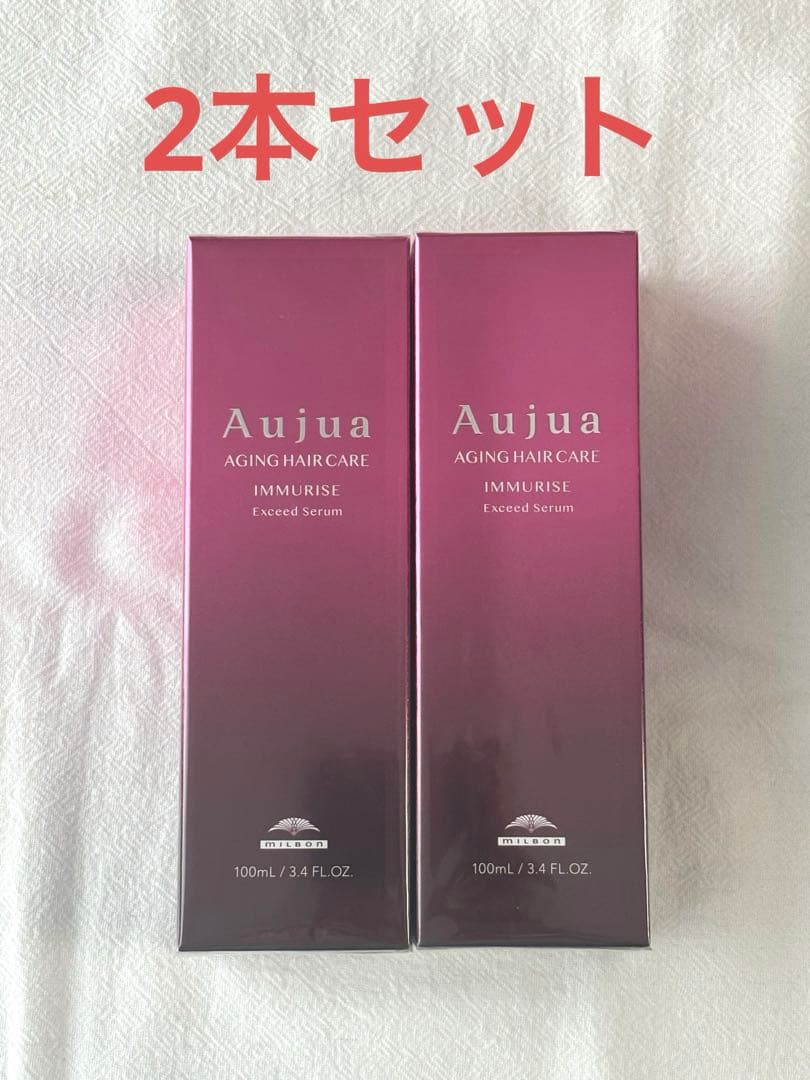 2本セット
Aujua
AGING HAIR CARE
IMMURISE
Exceed Serum
MILBON
100mL / 3.4 FL.OZ.
Aujua
AGING HAIR CARE
IMMURISE
Exceed Serum
MILBON
100mL / 3.4 FL.OZ.